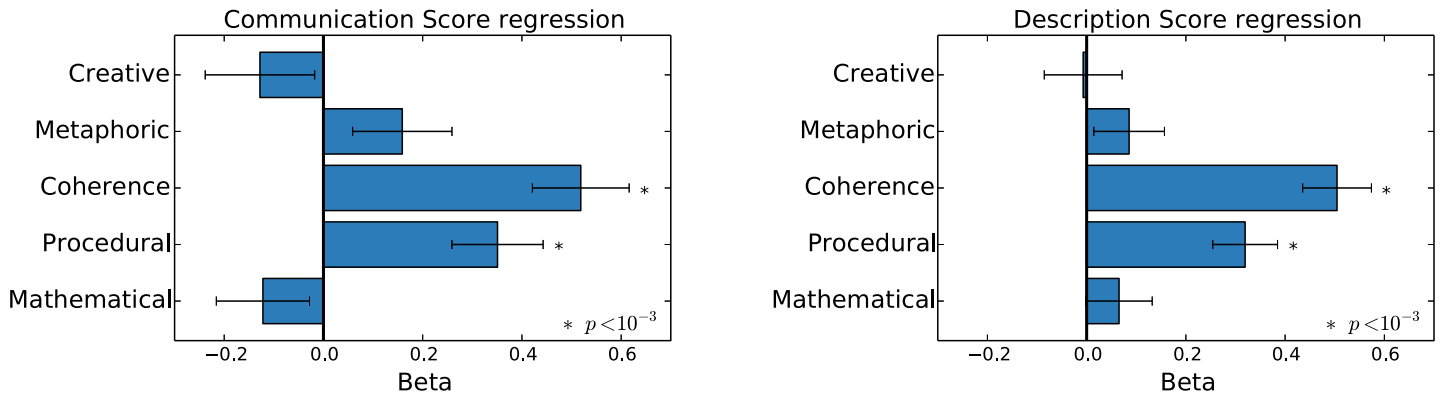 Communication Score regression
Creative
Metaphoric
Coherence
*
Procedural
*
Mathematical
* p<10⁻³
−0.2 0.0 0.2 0.4 0.6
Beta
Description Score regression
Creative
Metaphoric
Coherence
*
Procedural
*
Mathematical
* p<10⁻³
−0.2 0.0 0.2 0.4 0.6
Beta